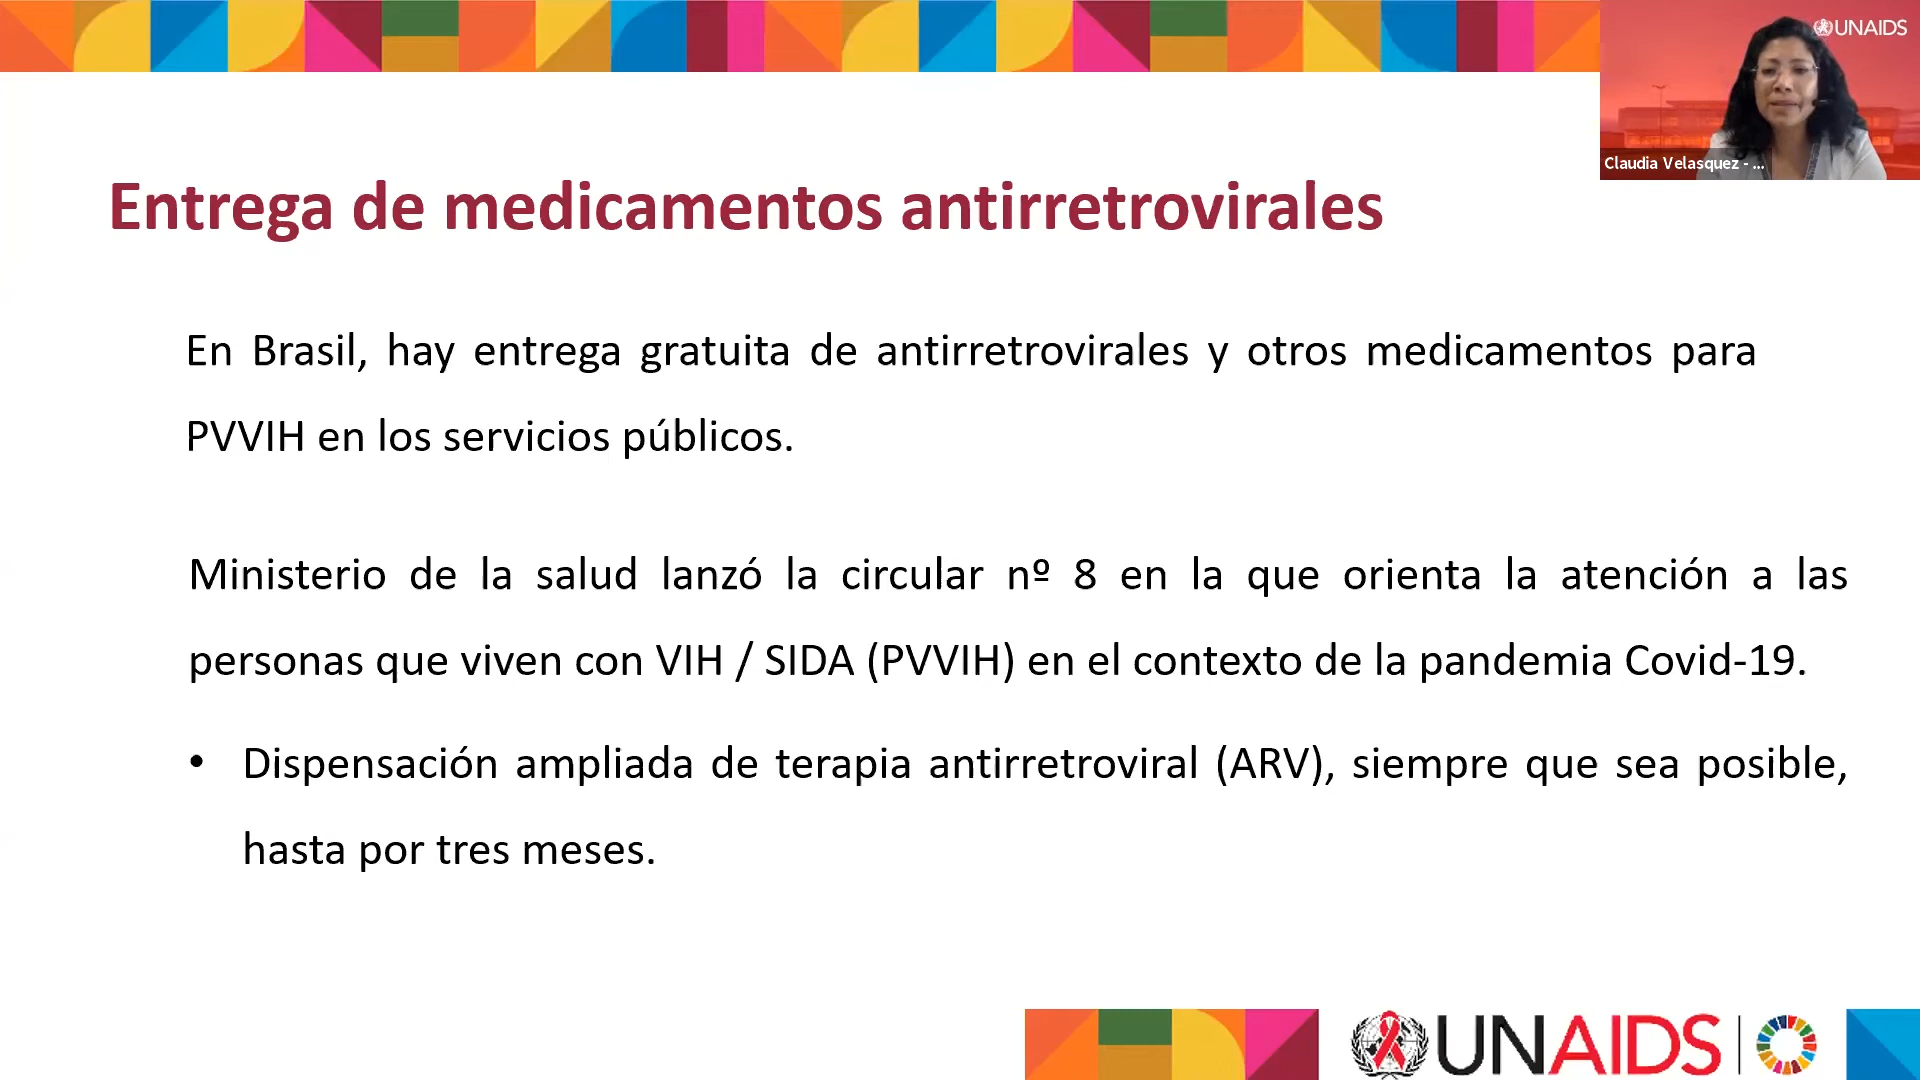 UNAIDS
Claudia Velasquez - ...
Entrega de medicamentos antirretrovirales
En Brasil, hay entrega gratuita de antirretrovirales y otros medicamentos para
PVVIH en los servicios públicos.
Ministerio de la salud lanzó la circular nº 8 en la que orienta la atención a las
personas que viven con VIH / SIDA (PVVIH) en el contexto de la pandemia Covid-19.
• Dispensación ampliada de terapia antirretroviral (ARV), siempre que sea posible,
hasta por tres meses.
UNAIDS